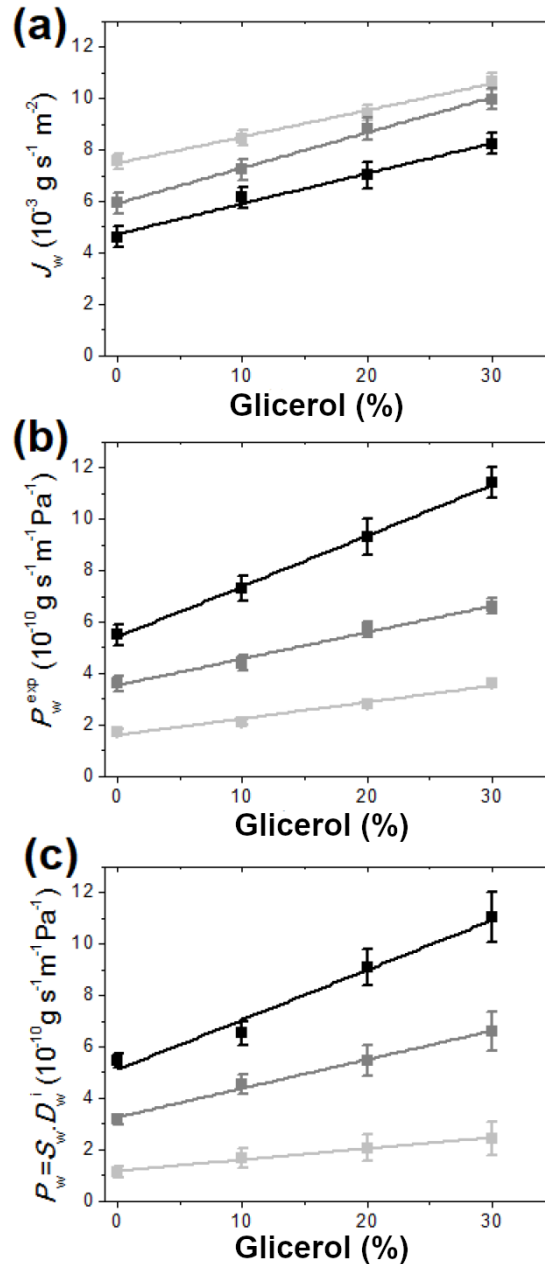 (a)
J_w (10^-3 g s^-1 m^-2)
12
10
8
6
4
2
0
0 10 20 30
Glicerol (%)
(b)
P_w^exp (10^-10 g s^-1 m^-1 Pa^-1)
12
10
8
6
4
2
0
0 10 20 30
Glicerol (%)
(c)
P_w=S_w.D_w^i (10^-10 g s^-1 m^-1 Pa^-1)
12
10
8
6
4
2
0
0 10 20 30
Glicerol (%)